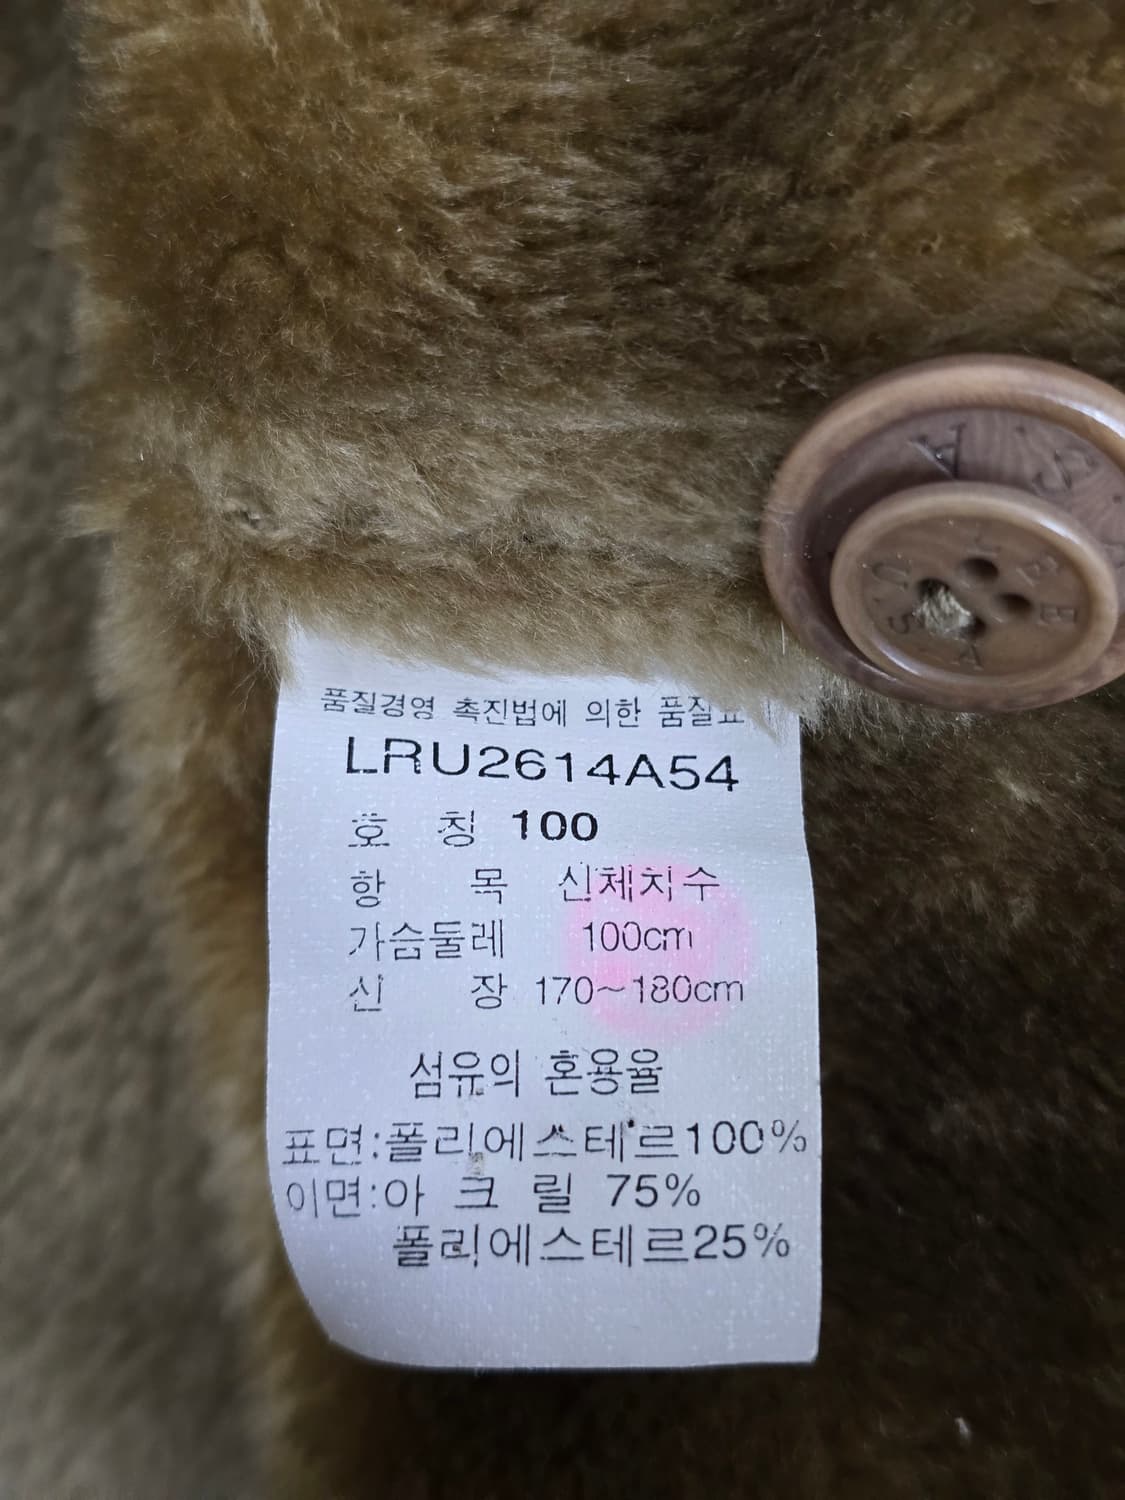 품질경영 촉진법에 의한 품질표
LRU2614A54
호 칭 100
항 목 신체치수
가슴둘레 100cm
신 장 170~180cm
섬유의 혼용율
표면:폴리에스테르100%
이면:아 크 릴 75%
폴리에스테르25%